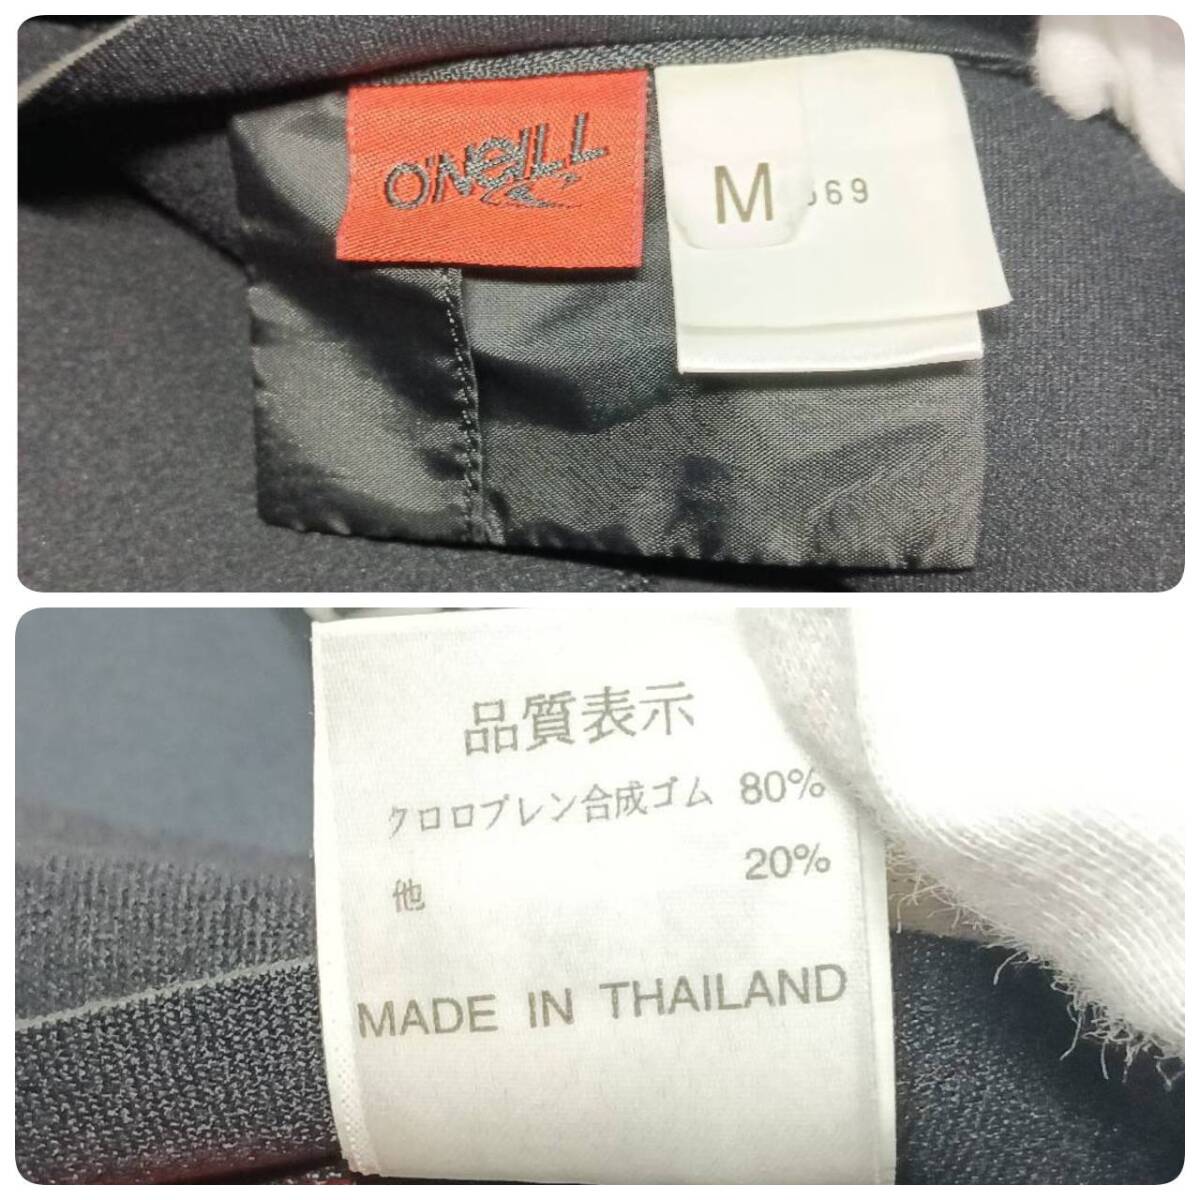 O'NEILL
M
69
品質表示
クロロプレン合成ゴム 80%
他 20%
MADE IN THAILAND